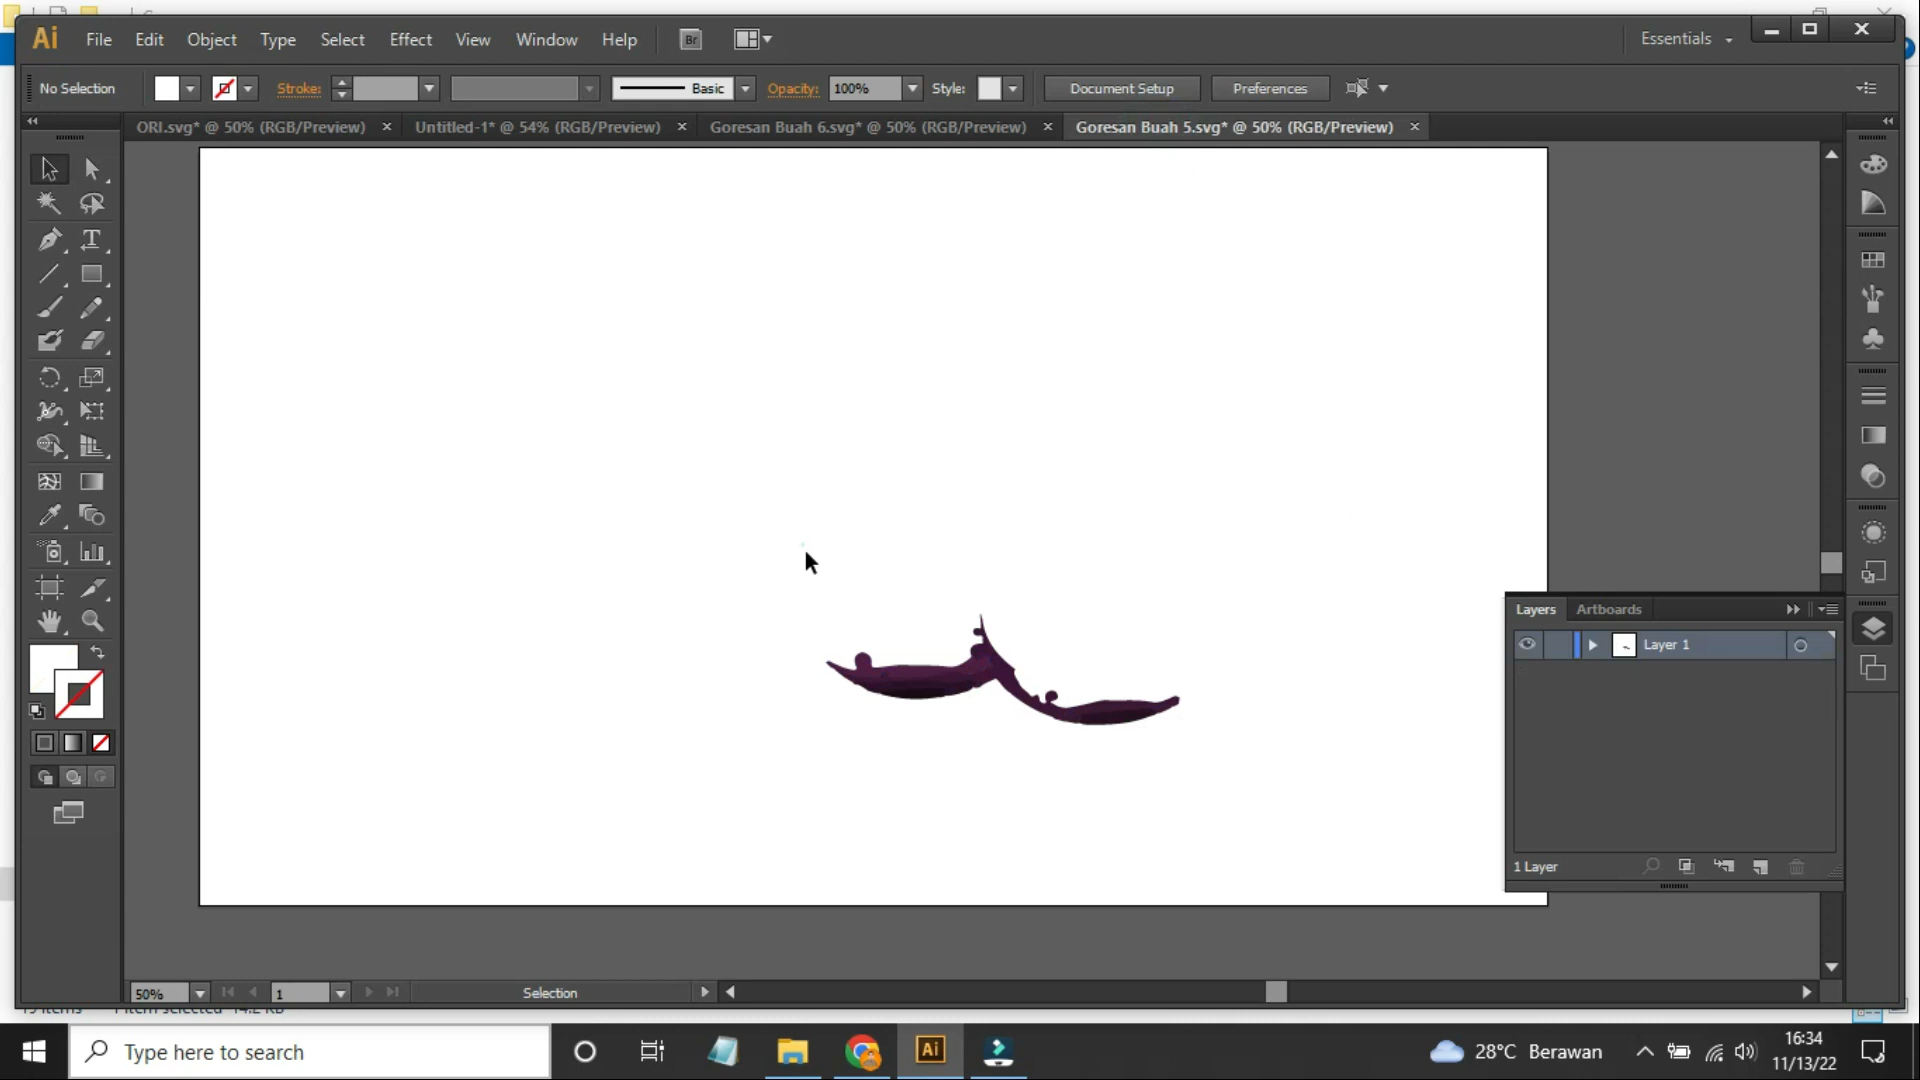 Ai File Edit Object Type Select Effect View Window Help Br Essentials
No Selection Stroke: Basic Opacity: 100% Style: Document Setup Preferences
ORI.svg* @ 50% (RGB/Preview) Untitled-1* @ 54% (RGB/Preview) Goresan Buah 6.svg* @ 50% (RGB/Preview) Goresan Buah 5.svg* @ 50% (RGB/Preview)
Layers Artboards
Layer 1
1 Layer
50% 1 Selection
Type here to search
Ai
28°C Berawan
16:34
11/13/22